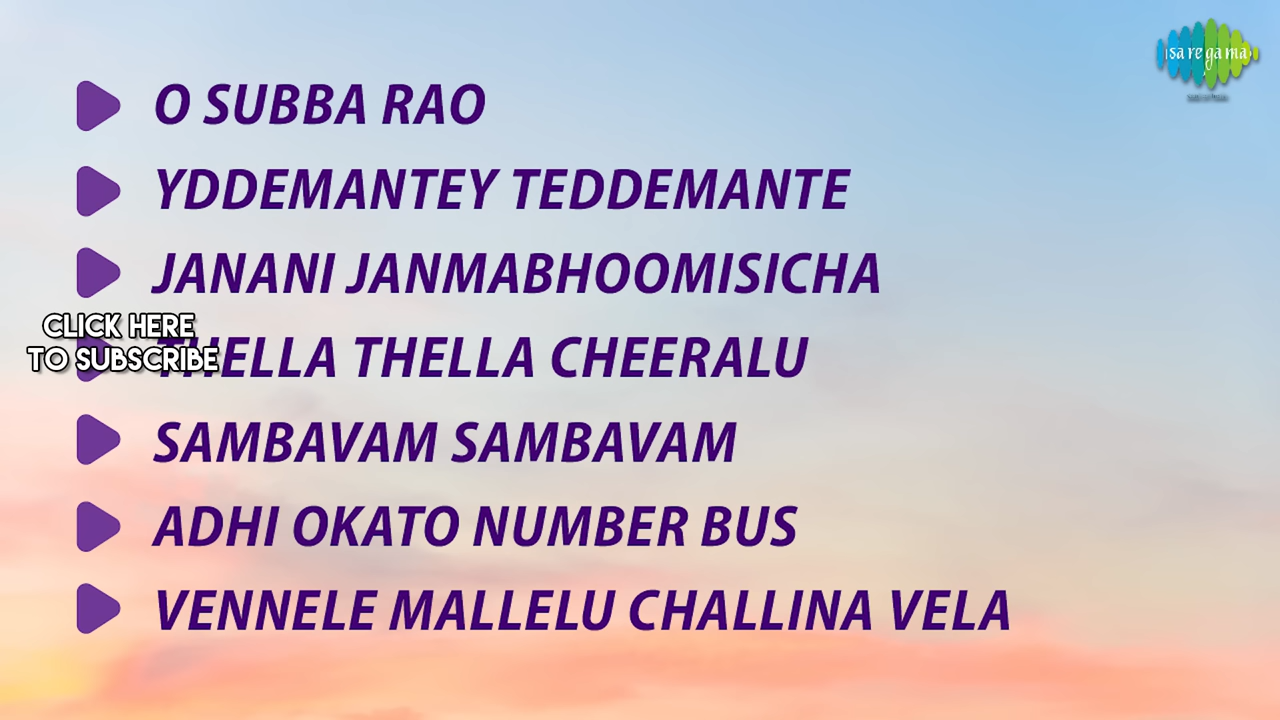 saregama
O SUBBA RAO
YDDEMANTEY TEDDEMANTE
JANANI JANMABHOOMISICHA
CLICK HERE
TO SUBSCRIBE
THELLA THELLA CHEERALU
SAMBAVAM SAMBAVAM
ADHI OKATO NUMBER BUS
VENNELE MALLELU CHALLINA VELA